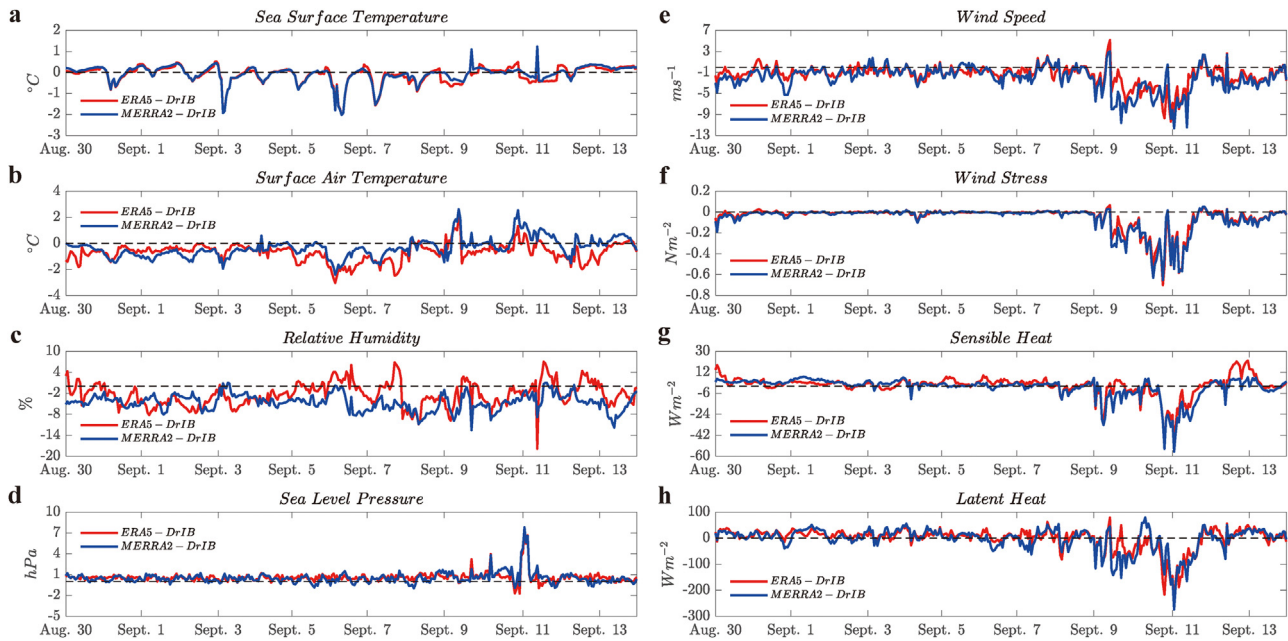 a
Sea Surface Temperature
2
1
0
-1
-2
-3
°C
ERA5-DrIB
MERRA2-DrIB
Aug. 30 Sept. 1 Sept. 3 Sept. 5 Sept. 7 Sept. 9 Sept. 11 Sept. 13
b
Surface Air Temperature
4
2
0
-2
-4
°C
ERA5-DrIB
MERRA2-DrIB
Aug. 30 Sept. 1 Sept. 3 Sept. 5 Sept. 7 Sept. 9 Sept. 11 Sept. 13
c
Relative Humidity
10
4
-2
-8
-14
-20
%
ERA5-DrIB
MERRA2-DrIB
Aug. 30 Sept. 1 Sept. 3 Sept. 5 Sept. 7 Sept. 9 Sept. 11 Sept. 13
d
Sea Level Pressure
10
7
4
1
-2
-5
hPa
ERA5-DrIB
MERRA2-DrIB
Aug. 30 Sept. 1 Sept. 3 Sept. 5 Sept. 7 Sept. 9 Sept. 11 Sept. 13
e
Wind Speed
7
3
-1
-5
-9
-13
ms⁻¹
ERA5-DrIB
MERRA2-DrIB
Aug. 30 Sept. 1 Sept. 3 Sept. 5 Sept. 7 Sept. 9 Sept. 11 Sept. 13
f
Wind Stress
0.2
0
-0.2
-0.4
-0.6
-0.8
Nm⁻²
ERA5-DrIB
MERRA2-DrIB
Aug. 30 Sept. 1 Sept. 3 Sept. 5 Sept. 7 Sept. 9 Sept. 11 Sept. 13
g
Sensible Heat
30
12
-6
-24
-42
-60
Wm⁻²
ERA5-DrIB
MERRA2-DrIB
Aug. 30 Sept. 1 Sept. 3 Sept. 5 Sept. 7 Sept. 9 Sept. 11 Sept. 13
h
Latent Heat
100
0
-100
-200
-300
Wm⁻²
ERA5-DrIB
MERRA2-DrIB
Aug. 30 Sept. 1 Sept. 3 Sept. 5 Sept. 7 Sept. 9 Sept. 11 Sept. 13